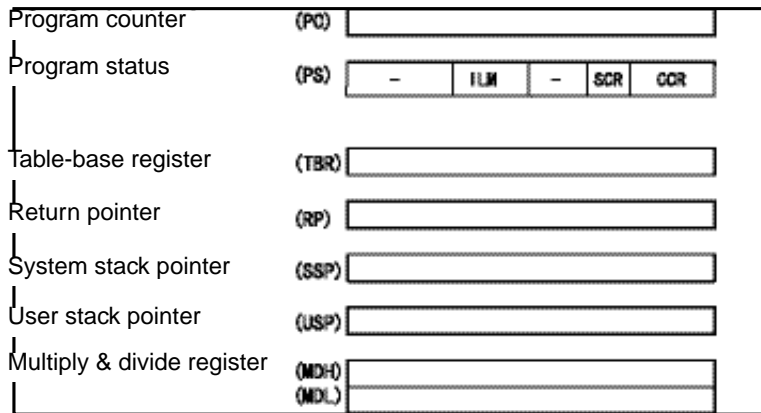 Program counter (PC)
Program status (PS) – ILM – SCR CCR
Table-base register (TBR)
Return pointer (RP)
System stack pointer (SSP)
User stack pointer (USP)
Multiply & divide register (MDH)
(MDL)